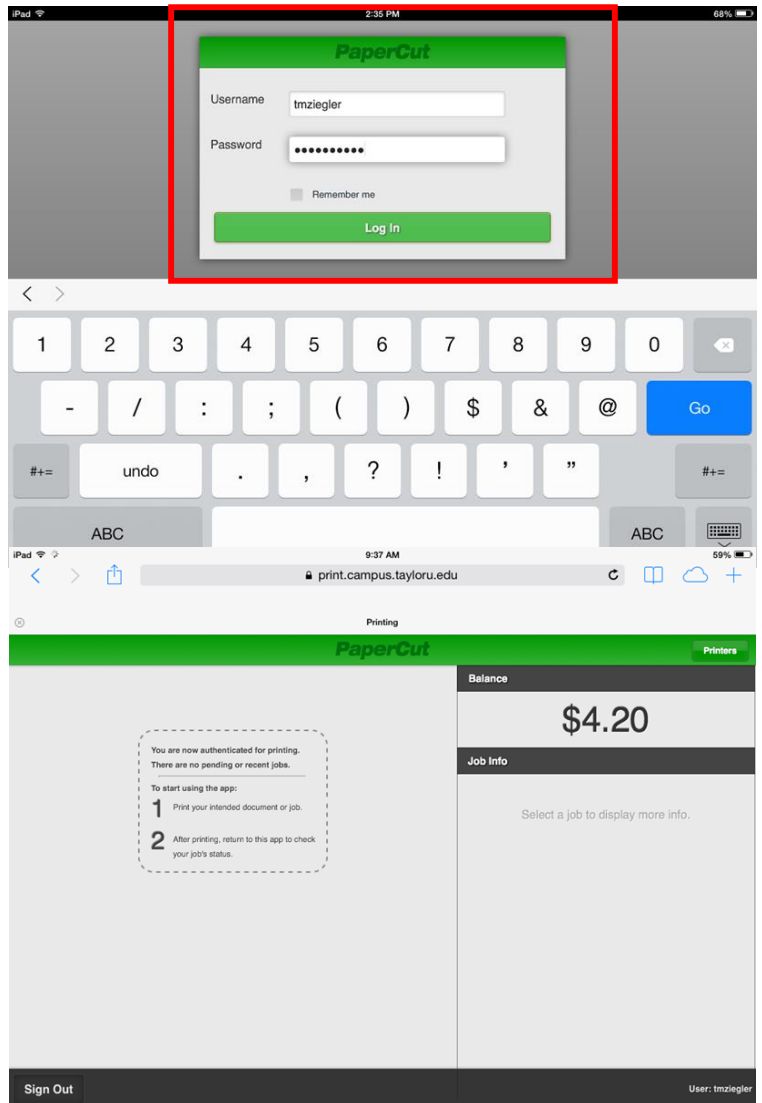 iPad 2:35 PM 68%
PaperCut
Username tmziegler
Password ••••••••••
Remember me
Log In
1 2 3 4 5 6 7 8 9 0
- / : ; ( ) $ & @ Go
#+= undo . , ? ! ' " #+=
ABC ABC
iPad 9:37 AM 59%
print.campus.tayloru.edu
Printing
PaperCut Printers
Balance
$4.20
You are now authenticated for printing.
There are no pending or recent jobs.
To start using the app:
1 Print your intended document or job.
2 After printing, return to this app to check
your job's status.
Job Info
Select a job to display more info.
Sign Out User: tmziegler